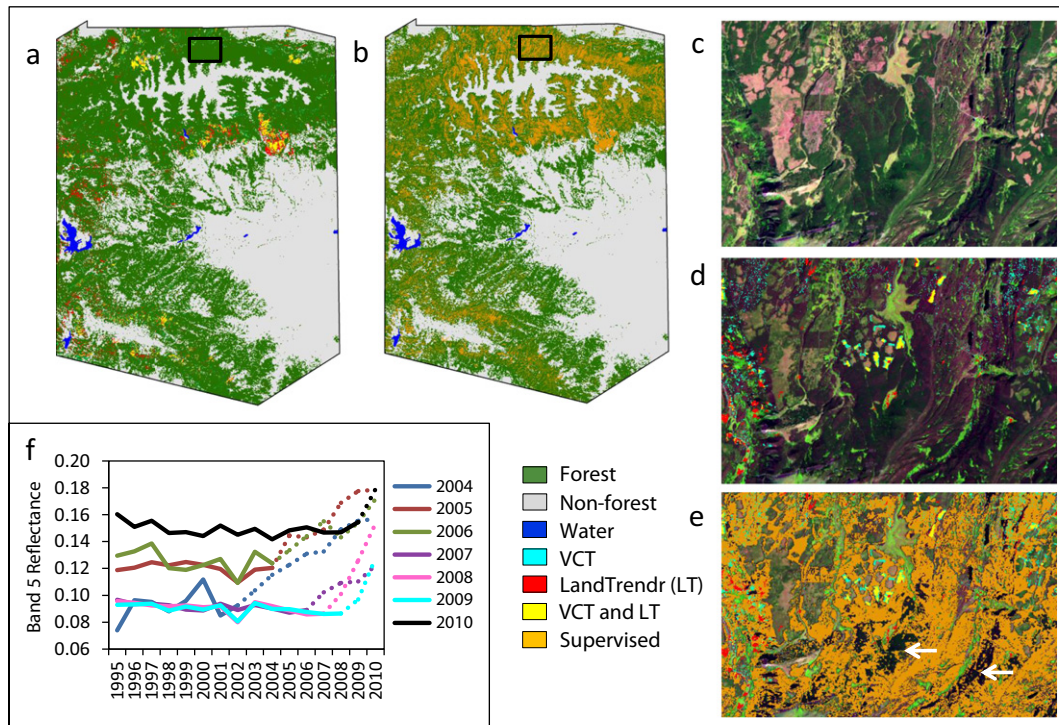 a
b
c
d
e
f
0.20
0.18
0.16
0.14
0.12
0.10
0.08
0.06
Band 5 Reflectance
1995
1996
1997
1998
1999
2000
2001
2002
2003
2004
2005
2006
2007
2008
2009
2010
2004
2005
2006
2007
2008
2009
2010
Forest
Non-forest
Water
VCT
LandTrendr (LT)
VCT and LT
Supervised